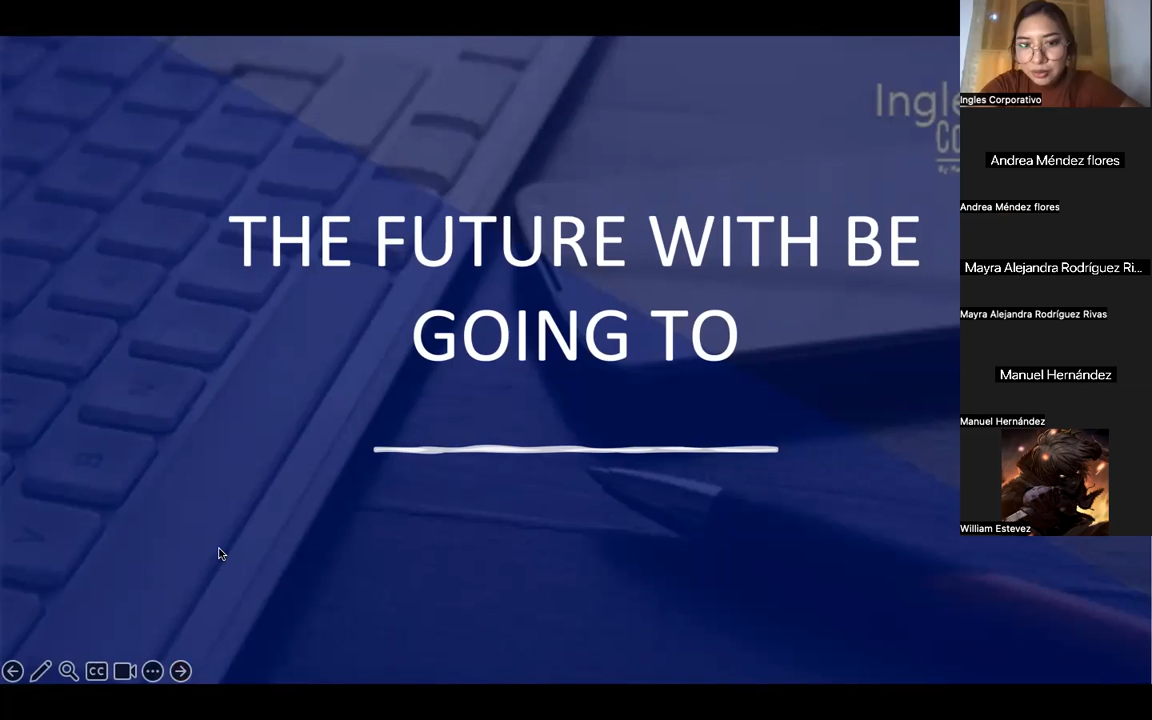 THE FUTURE WITH BE
GOING TO
Ingles Corporativo
Andrea Méndez flores
Andrea Méndez flores
Mayra Alejandra Rodríguez Ri...
Mayra Alejandra Rodríguez Rivas
Manuel Hernández
Manuel Hernández
William Estevez
CC